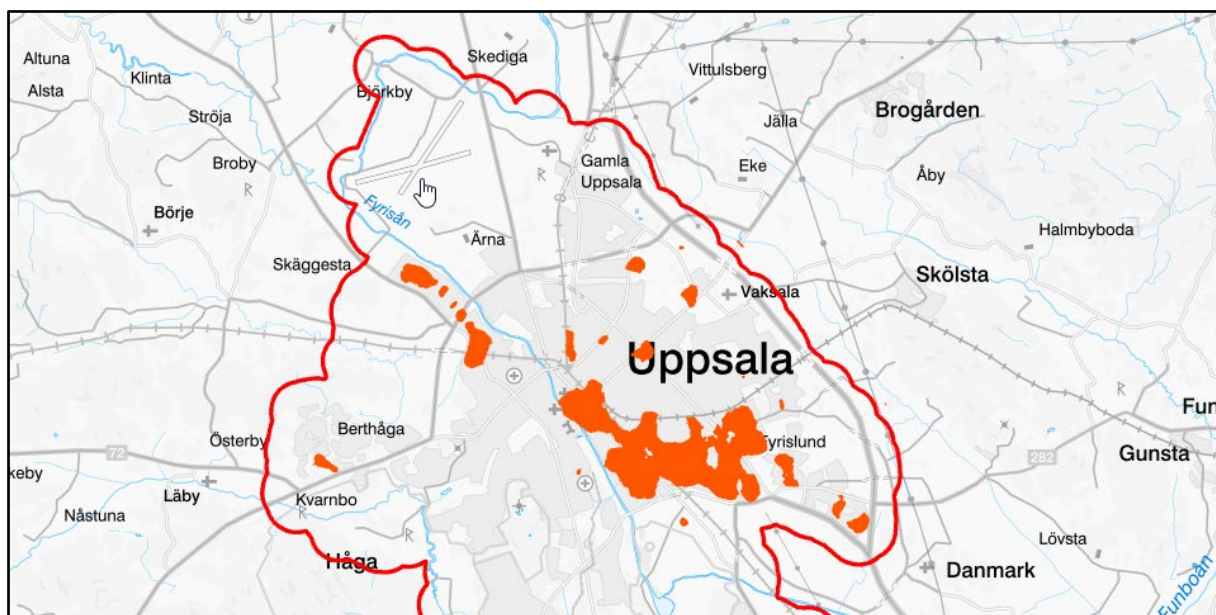 Altuna
Skediga
Klinta
Vittulsberg
Alsta
Björkby
Ströja
Brogården
Jälla
Broby
Gamla
Uppsala
Eke
Åby
Fyrisån
Börje
Ärna
Halmbyboda
Skäggesta
Skölsta
Vaksala
Uppsala
Fun
Berthåga
Österby
Fyrislund
72
282
Gunsta
keby
Läby
Kvarnbo
Nåstuna
Lövsta
Håga
Danmark
Funboån